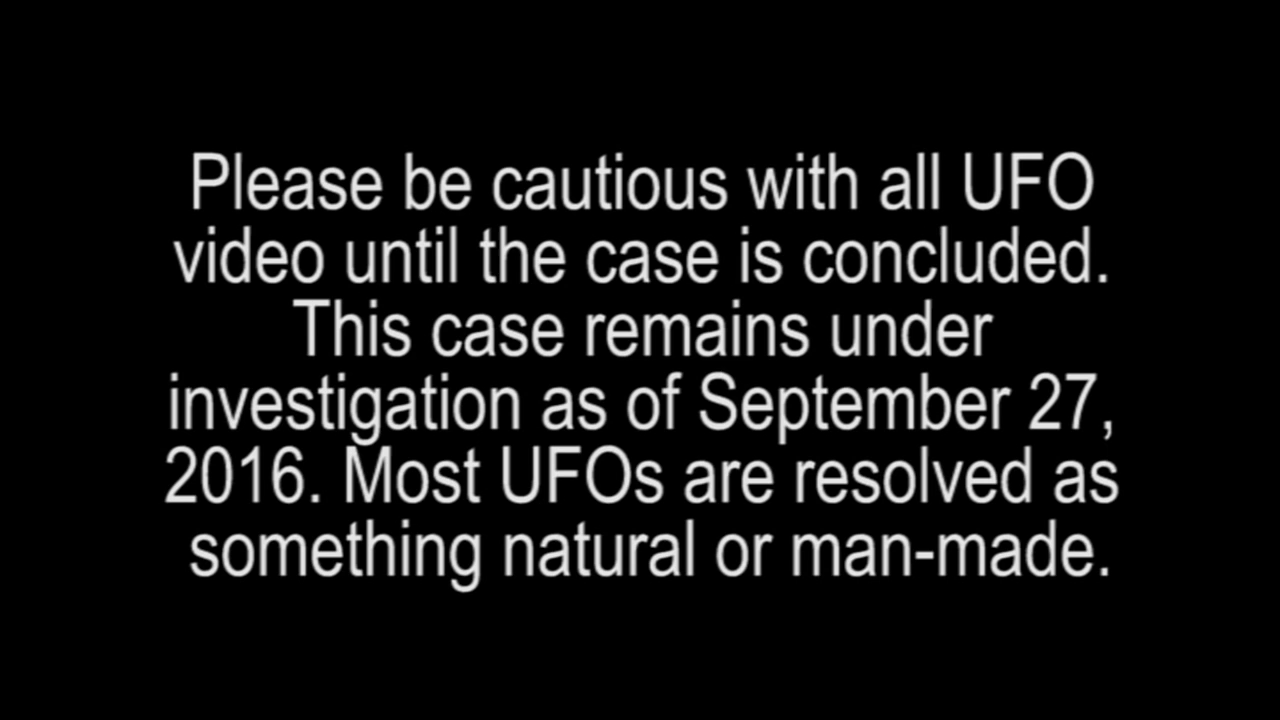 Please be cautious with all UFO
video until the case is concluded.
This case remains under
investigation as of September 27,
2016. Most UFOs are resolved as
something natural or man-made.